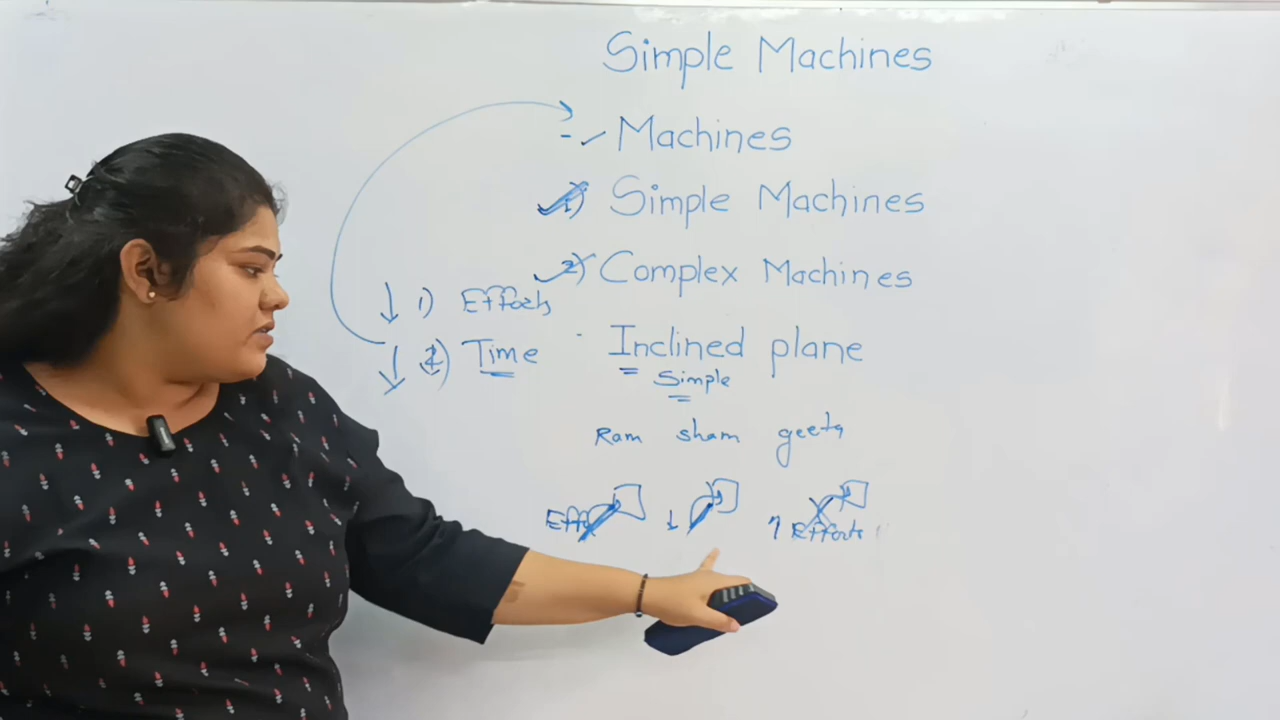 Simple Machines
- Machines
1) Simple Machines
2) Complex Machines
1) Efforts
2) Time
Inclined plane
Simple
Ram sham geeta
Efforts